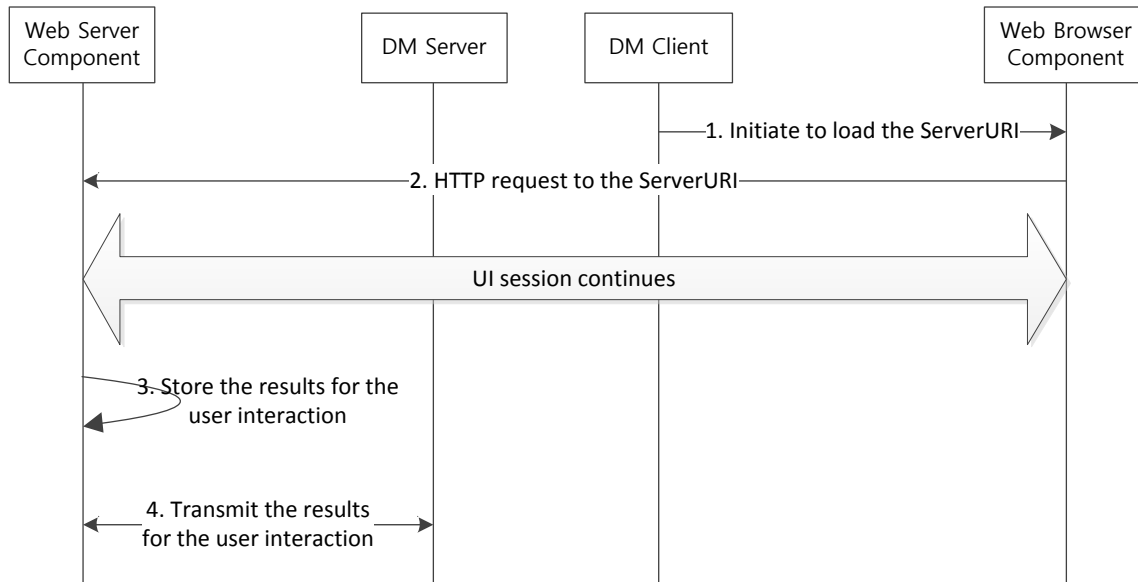 Web Server
Component
DM Server
DM Client
Web Browser
Component
1. Initiate to load the ServerURI
2. HTTP request to the ServerURI
UI session continues
3. Store the results for the
user interaction
4. Transmit the results
for the user interaction